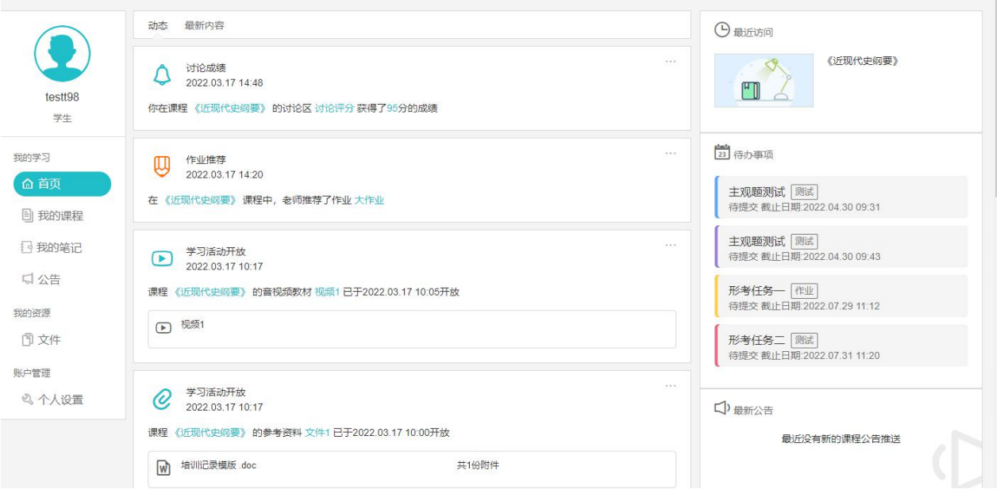 testt98
学生
我的学习
首页
我的课程
我的笔记
公告
我的资源
文件
账户管理
个人设置
动态 最新内容
讨论成绩
2022.03.17 14:48
你在课程 《近现代史纲要》 的讨论区 讨论评分 获得了95分的成绩
作业推荐
2022.03.17 14:20
在 《近现代史纲要》 课程中，老师推荐了作业 大作业
学习活动开放
2022.03.17 10:17
课程 《近现代史纲要》 的音视频教材 视频1 已于2022.03.17 10:05开放
视频1
学习活动开放
2022.03.17 10:17
课程 《近现代史纲要》 的参考资料 文件1 已于2022.03.17 10:00开放
W 培训记录模版 .doc 共1份附件
最近访问
《近现代史纲要》
23 待办事项
主观题测试 测试
待提交 截止日期:2022.04.30 09:31
主观题测试 测试
待提交 截止日期:2022.04.30 09:43
形考任务一 作业
待提交 截止日期:2022.07.29 11:12
形考任务二 测试
待提交 截止日期:2022.07.31 11:20
最新公告
最近没有新的课程公告推送